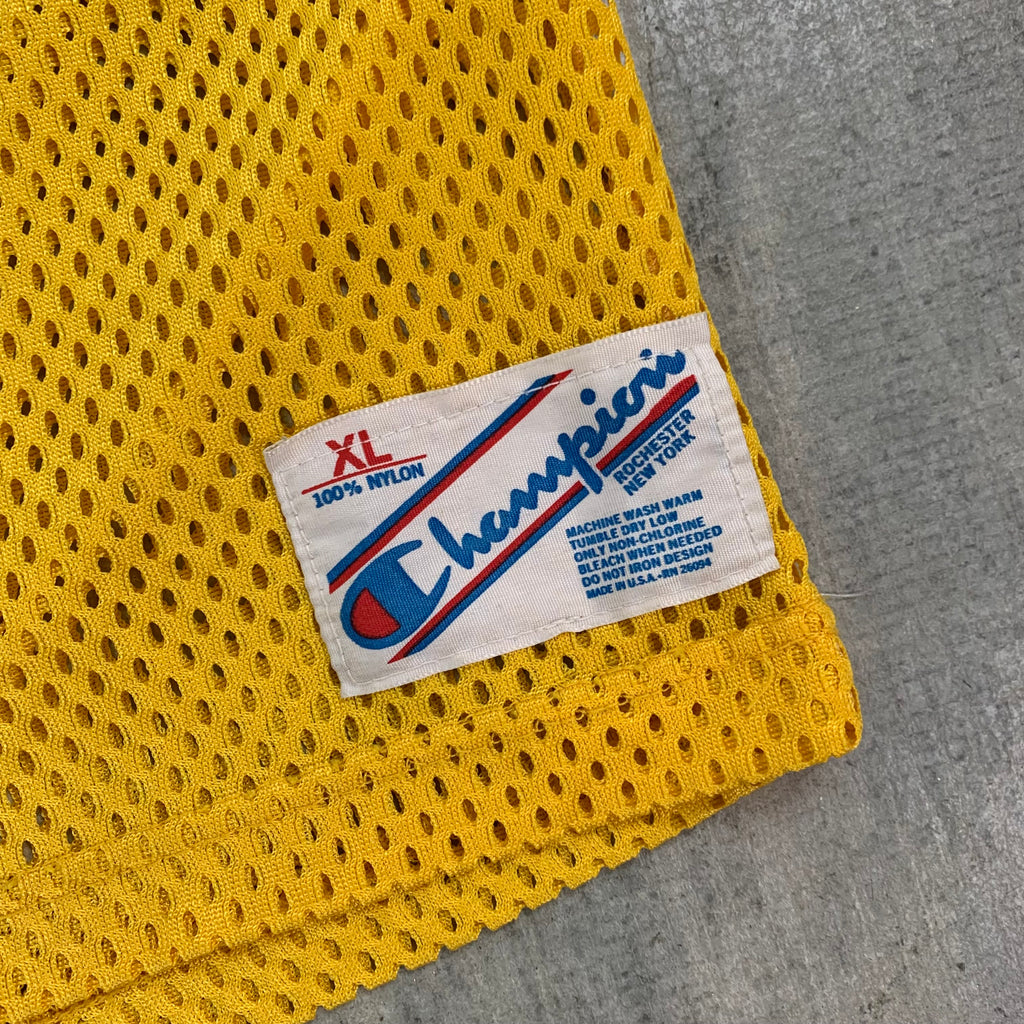 XL
100% NYLON
Champion
ROCHESTER
NEW YORK
MACHINE WASH WARM
TUMBLE DRY LOW
ONLY NON-CHLORINE
BLEACH WHEN NEEDED
DO NOT IRON DESIGN
MADE IN U.S.A.•RN 26094